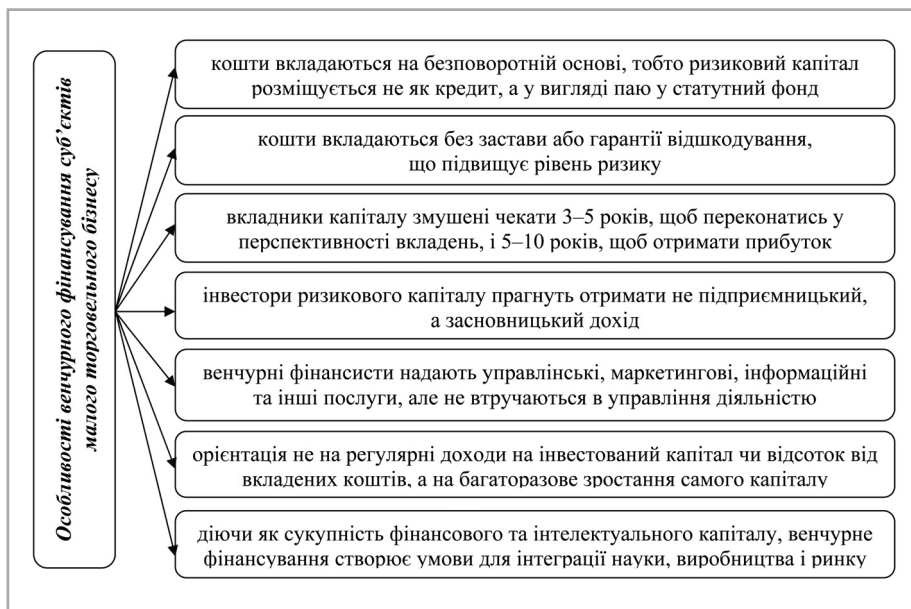 Особливості венчурного фінансування суб’єктів
малого торговельного бізнесу
кошти вкладаються на безповоротній основі, тобто ризиковий капітал
розміщується не як кредит, а у вигляді паю у статутний фонд
кошти вкладаються без застави або гарантії відшкодування,
що підвищує рівень ризику
вкладники капіталу змушені чекати 3–5 років, щоб переконатись у
перспективності вкладень, і 5–10 років, щоб отримати прибуток
інвестори ризикового капіталу прагнуть отримати не підприємницький,
а засновницький дохід
венчурні фінансисти надають управлінські, маркетингові, інформаційні
та інші послуги, але не втручаються в управління діяльністю
орієнтація не на регулярні доходи на інвестований капітал чи відсоток від
вкладених коштів, а на багаторазове зростання самого капіталу
діючи як сукупність фінансового та інтелектуального капіталу, венчурне
фінансування створює умови для інтеграції науки, виробництва і ринку